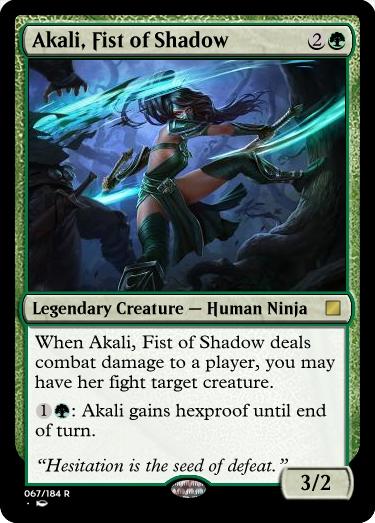 Akali, Fist of Shadow 2
Legendary Creature — Human Ninja
When Akali, Fist of Shadow deals
combat damage to a player, you may
have her fight target creature.
1 : Akali gains hexproof until end
of turn.
“Hesitation is the seed of defeat.”
3/2
067/184 R